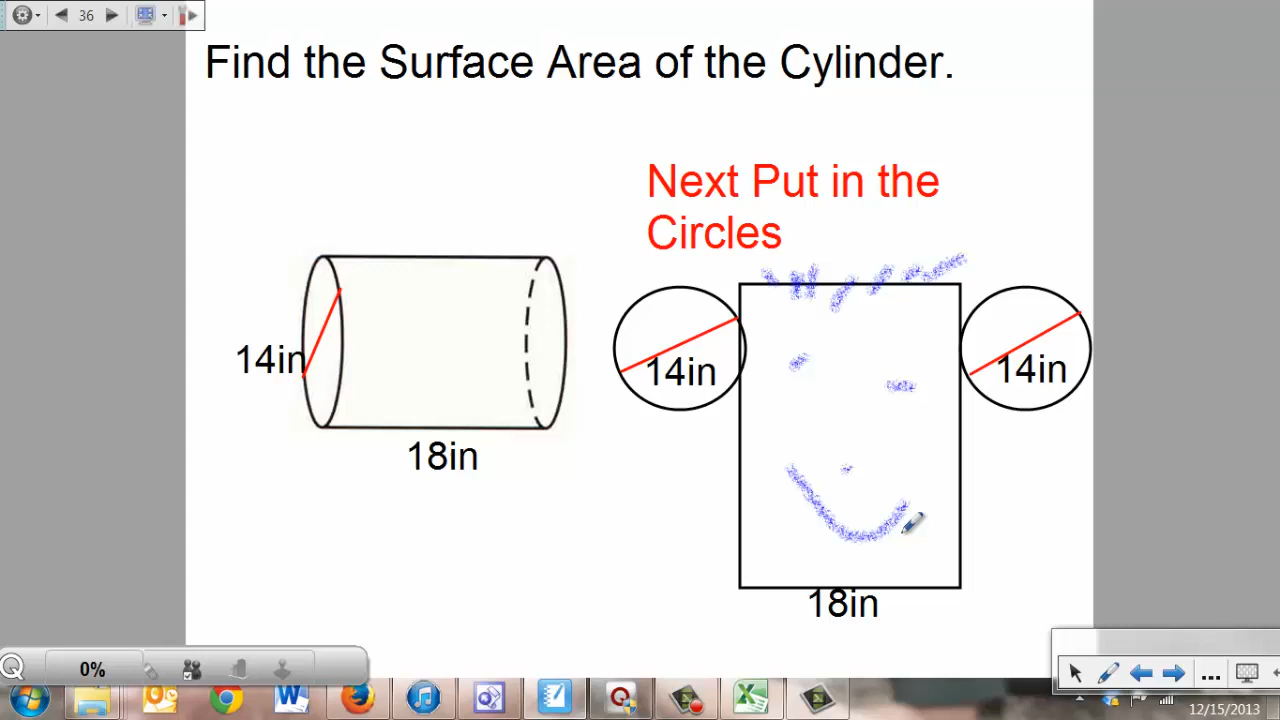 36
Find the Surface Area of the Cylinder.
Next Put in the
Circles
14in
18in
14in
14in
18in
0%
12/15/2013